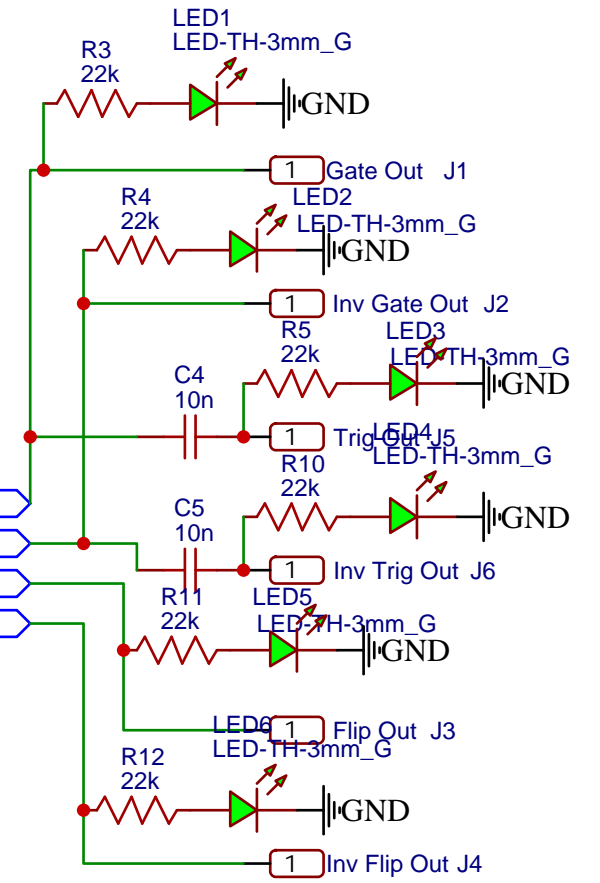 LED1
LED-TH-3mm_G
R3
22k
GND
1 Gate Out J1
R4
22k
LED2
LED-TH-3mm_G
GND
1 Inv Gate Out J2
R5
22k
LED3
LED-TH-3mm_G
GND
C4
10n
1 Trig Out J5
LED4
LED-TH-3mm_G
R10
22k
GND
C5
10n
1 Inv Trig Out J6
R11
22k
LED5
LED-TH-3mm_G
GND
1 Flip Out J3
LED6
LED-TH-3mm_G
R12
22k
GND
1 Inv Flip Out J4